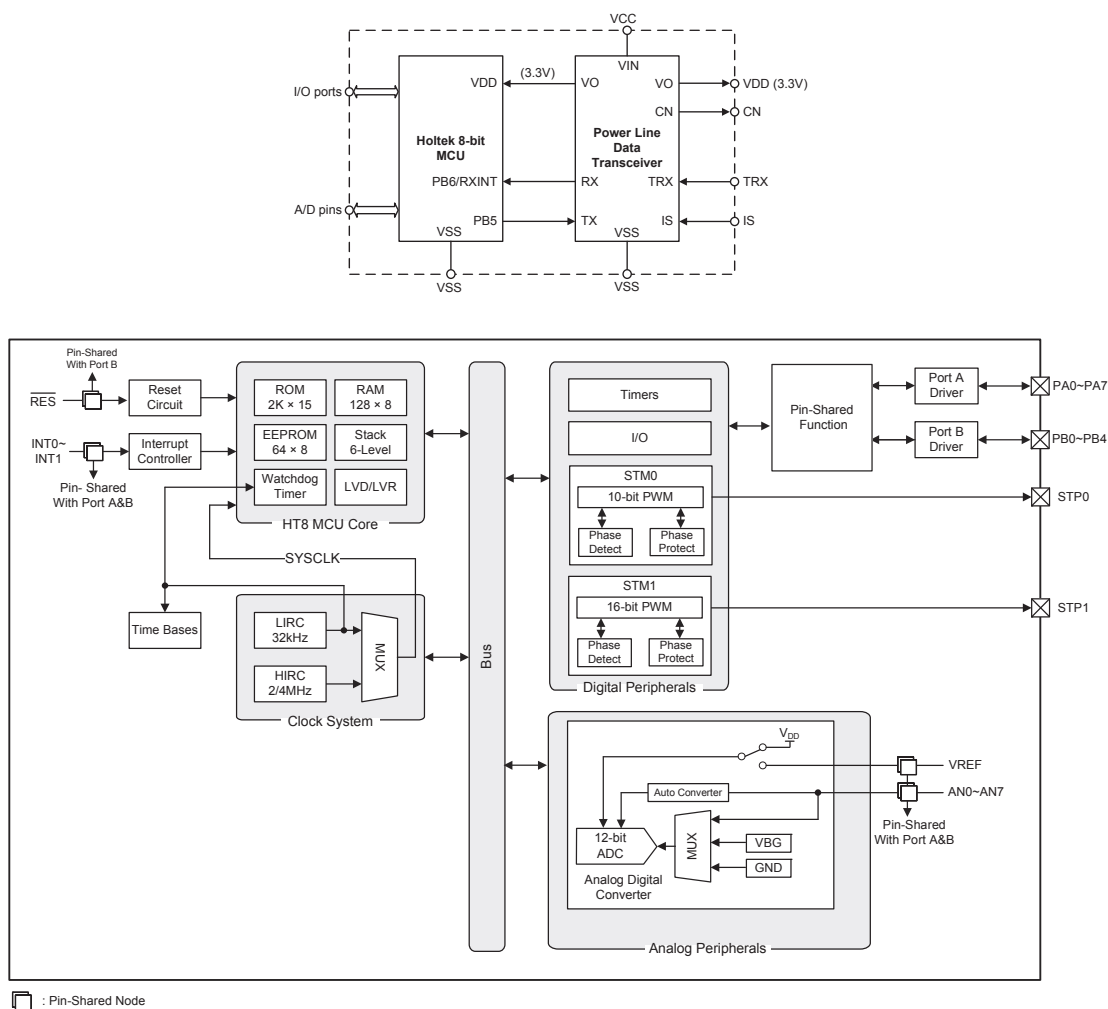 VCC
VIN
I/O ports
VDD
(3.3V)
VO
VO
VDD (3.3V)
CN
CN
Holtek 8-bit
MCU
Power Line
Data
Transceiver
PB6/RXINT
RX
TRX
TRX
A/D pins
PB5
TX
IS
IS
VSS
VSS
VSS
VSS
Pin-Shared
With Port B
RES
Reset
Circuit
INT0~
INT1
Interrupt
Controller
Pin- Shared
With Port A&B
ROM
2K × 15
RAM
128 × 8
EEPROM
64 × 8
Stack
6-Level
Watchdog
Timer
LVD/LVR
HT8 MCU Core
SYSCLK
Time Bases
LIRC
32kHz
HIRC
2/4MHz
MUX
Clock System
Bus
Timers
I/O
STM0
10-bit PWM
Phase
Detect
Phase
Protect
STM1
16-bit PWM
Phase
Detect
Phase
Protect
Digital Peripherals
Pin-Shared
Function
Port A
Driver
PA0~PA7
Port B
Driver
PB0~PB4
STP0
STP1
VDD
VREF
Auto Converter
AN0~AN7
12-bit
ADC
MUX
VBG
GND
Pin-Shared
With Port A&B
Analog Digital
Converter
Analog Peripherals
: Pin-Shared Node